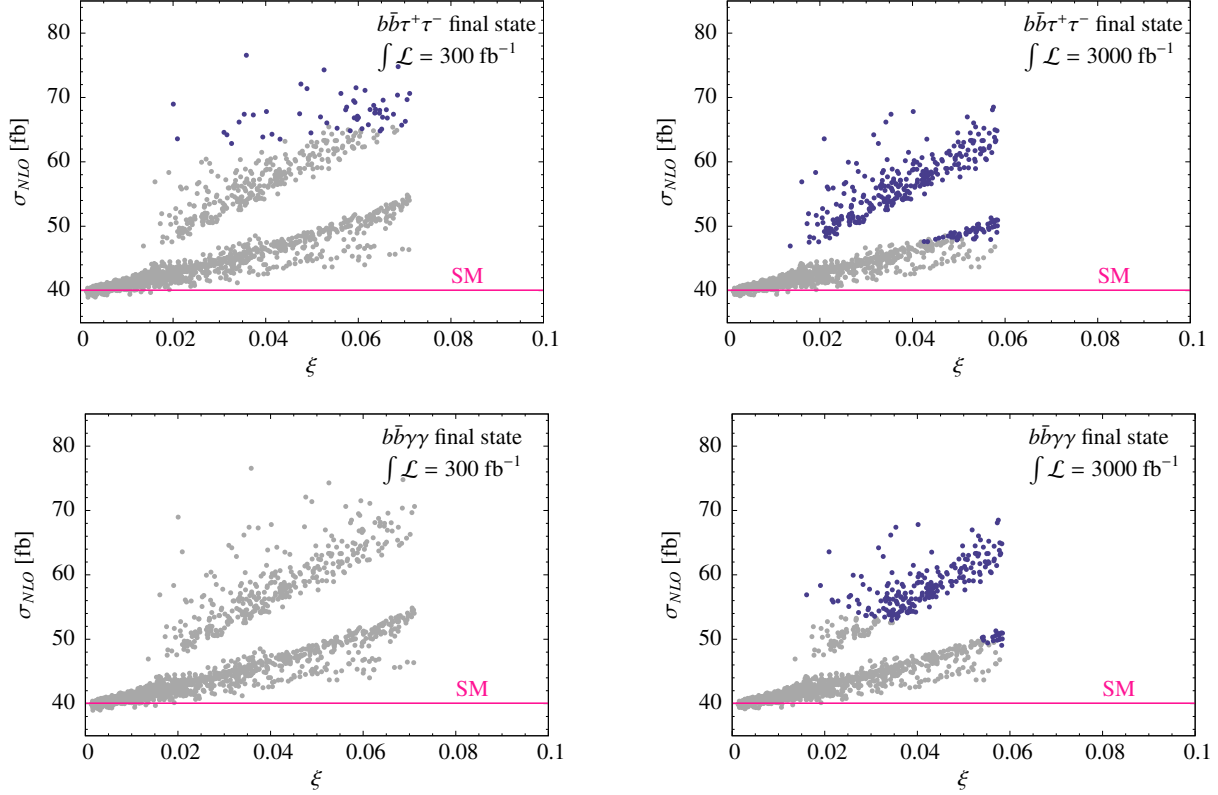 bb̄τ⁺τ⁻ final state
∫ ℒ = 300 fb⁻¹
80
70
60
50
40
σ_NLO [fb]
SM
0 0.02 0.04 0.06 0.08 0.1
ξ
bb̄τ⁺τ⁻ final state
∫ ℒ = 3000 fb⁻¹
80
70
60
50
40
σ_NLO [fb]
SM
0 0.02 0.04 0.06 0.08 0.1
ξ
bb̄γγ final state
∫ ℒ = 300 fb⁻¹
80
70
60
50
40
σ_NLO [fb]
SM
0 0.02 0.04 0.06 0.08 0.1
ξ
bb̄γγ final state
∫ ℒ = 3000 fb⁻¹
80
70
60
50
40
σ_NLO [fb]
SM
0 0.02 0.04 0.06 0.08 0.1
ξ